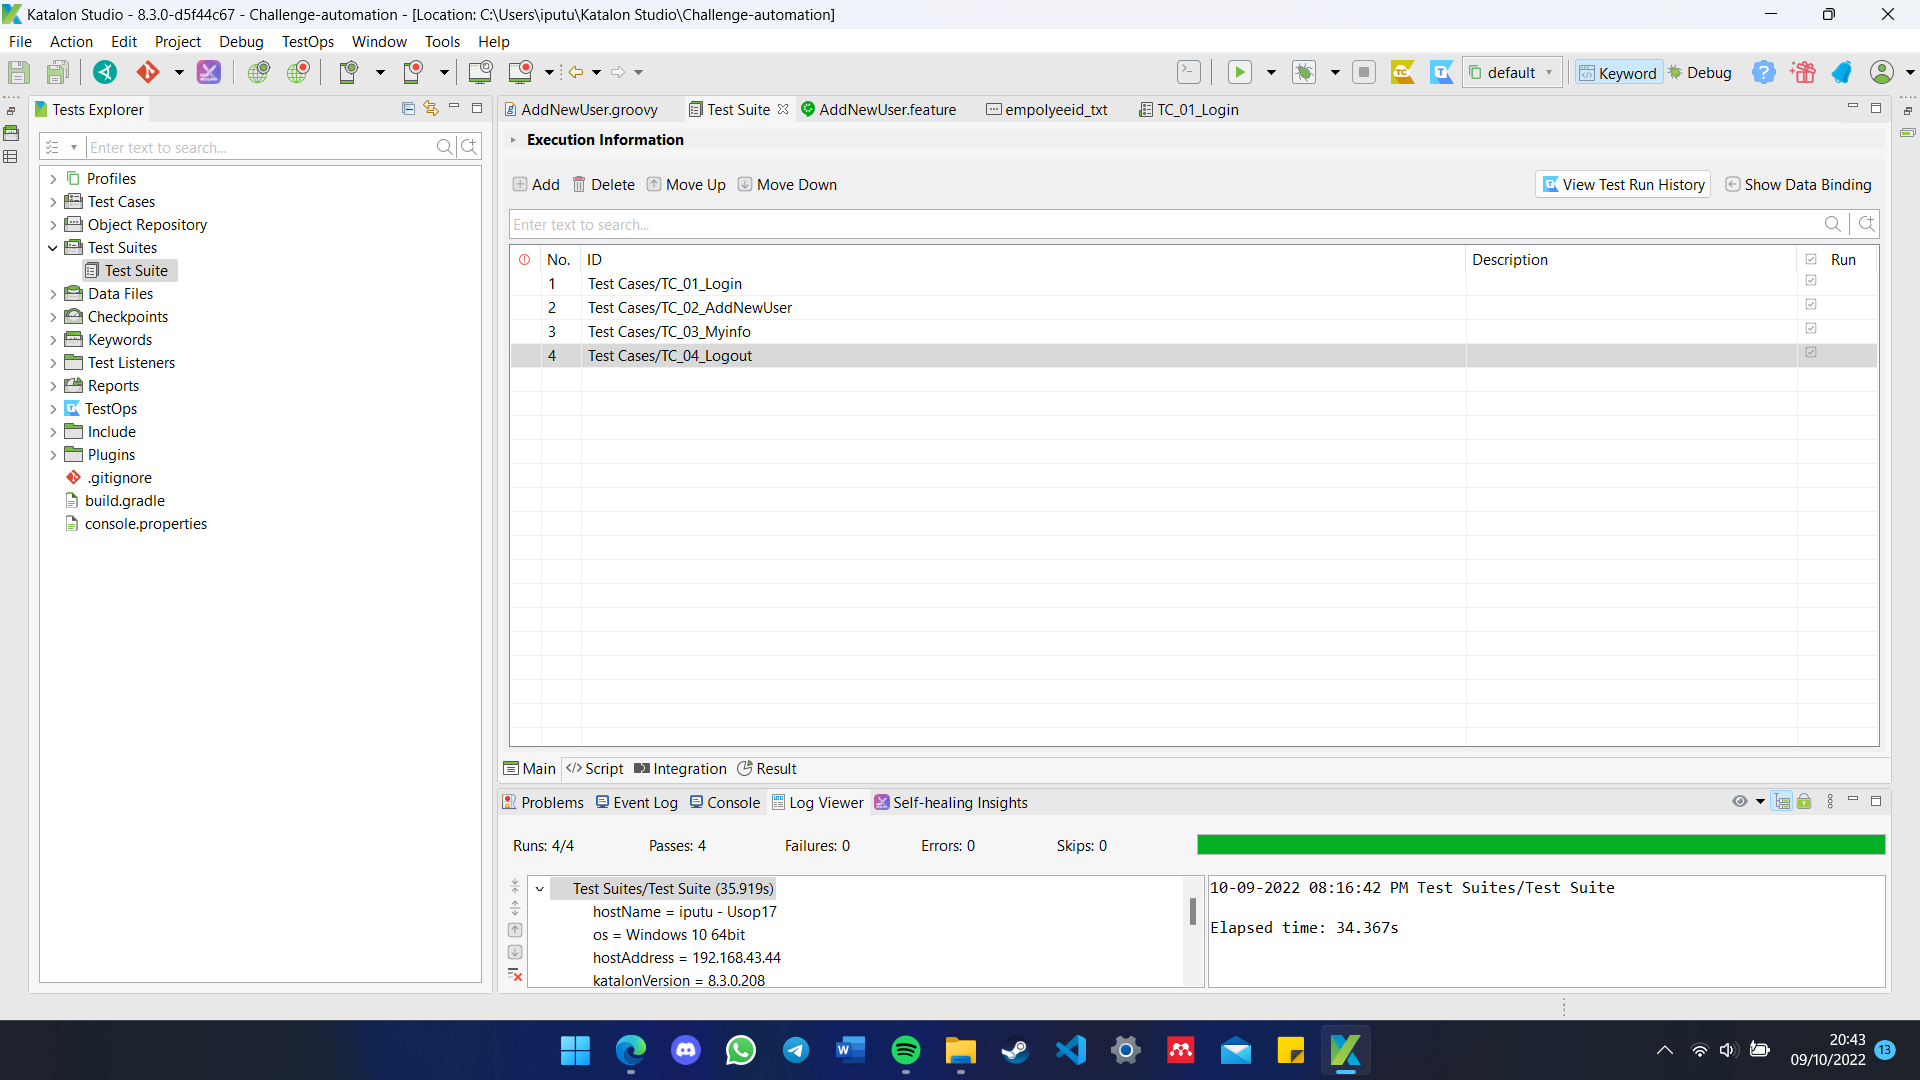 Katalon Studio - 8.3.0-d5f44c67 - Challenge-automation - [Location: C:\Users\iputu\Katalon Studio\Challenge-automation]
File Action Edit Project Debug TestOps Window Tools Help
default Keyword Debug
Tests Explorer
Enter text to search...
Profiles
Test Cases
Object Repository
Test Suites
Test Suite
Data Files
Checkpoints
Keywords
Test Listeners
Reports
TestOps
Include
Plugins
.gitignore
build.gradle
console.properties
AddNewUser.groovy Test Suite AddNewUser.feature empolyeeid_txt TC_01_Login
Execution Information
Add Delete Move Up Move Down View Test Run History Show Data Binding
Enter text to search...
No. ID Description Run
1 Test Cases/TC_01_Login
2 Test Cases/TC_02_AddNewUser
3 Test Cases/TC_03_Myinfo
4 Test Cases/TC_04_Logout
Main Script Integration Result
Problems Event Log Console Log Viewer Self-healing Insights
Runs: 4/4 Passes: 4 Failures: 0 Errors: 0 Skips: 0
Test Suites/Test Suite (35.919s)
hostName = iputu - Usop17
os = Windows 10 64bit
hostAddress = 192.168.43.44
katalonVersion = 8.3.0.208
10-09-2022 08:16:42 PM Test Suites/Test Suite
Elapsed time: 34.367s
20:43
09/10/2022
13